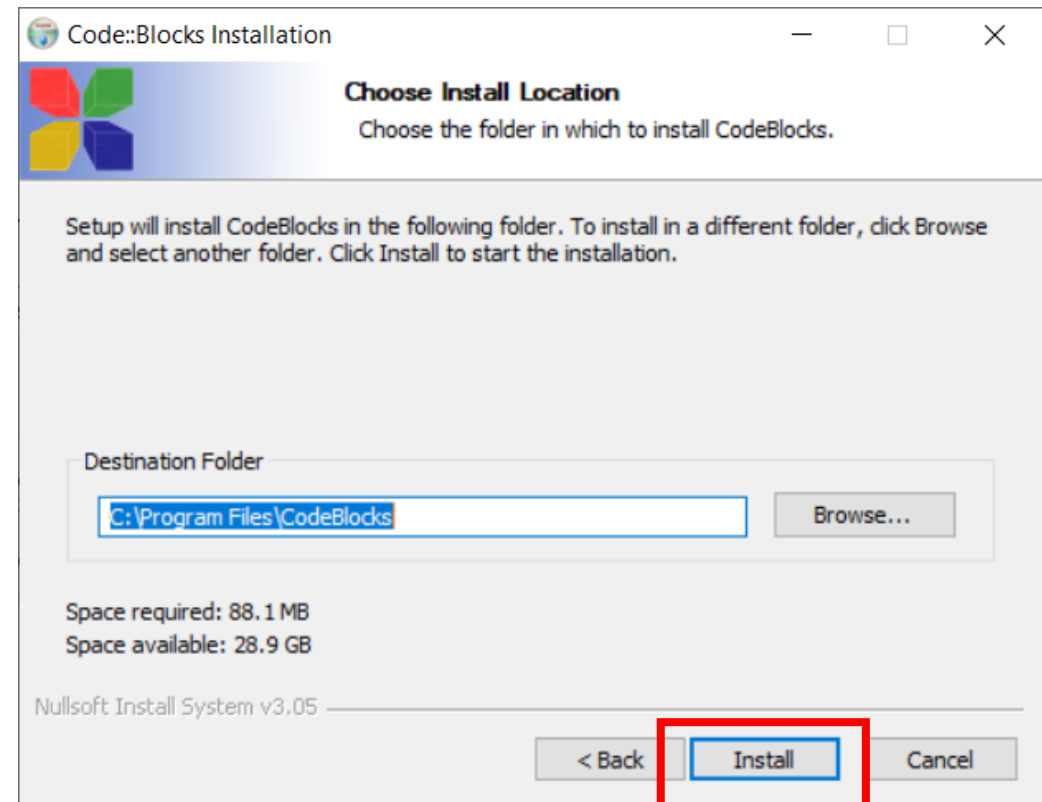 Code::Blocks Installation
Choose Install Location
Choose the folder in which to install CodeBlocks.
Setup will install CodeBlocks in the following folder. To install in a different folder, click Browse
and select another folder. Click Install to start the installation.
Destination Folder
C:\Program Files\CodeBlocks
Browse...
Space required: 88.1 MB
Space available: 28.9 GB
Nullsoft Install System v3.05
< Back
Install
Cancel